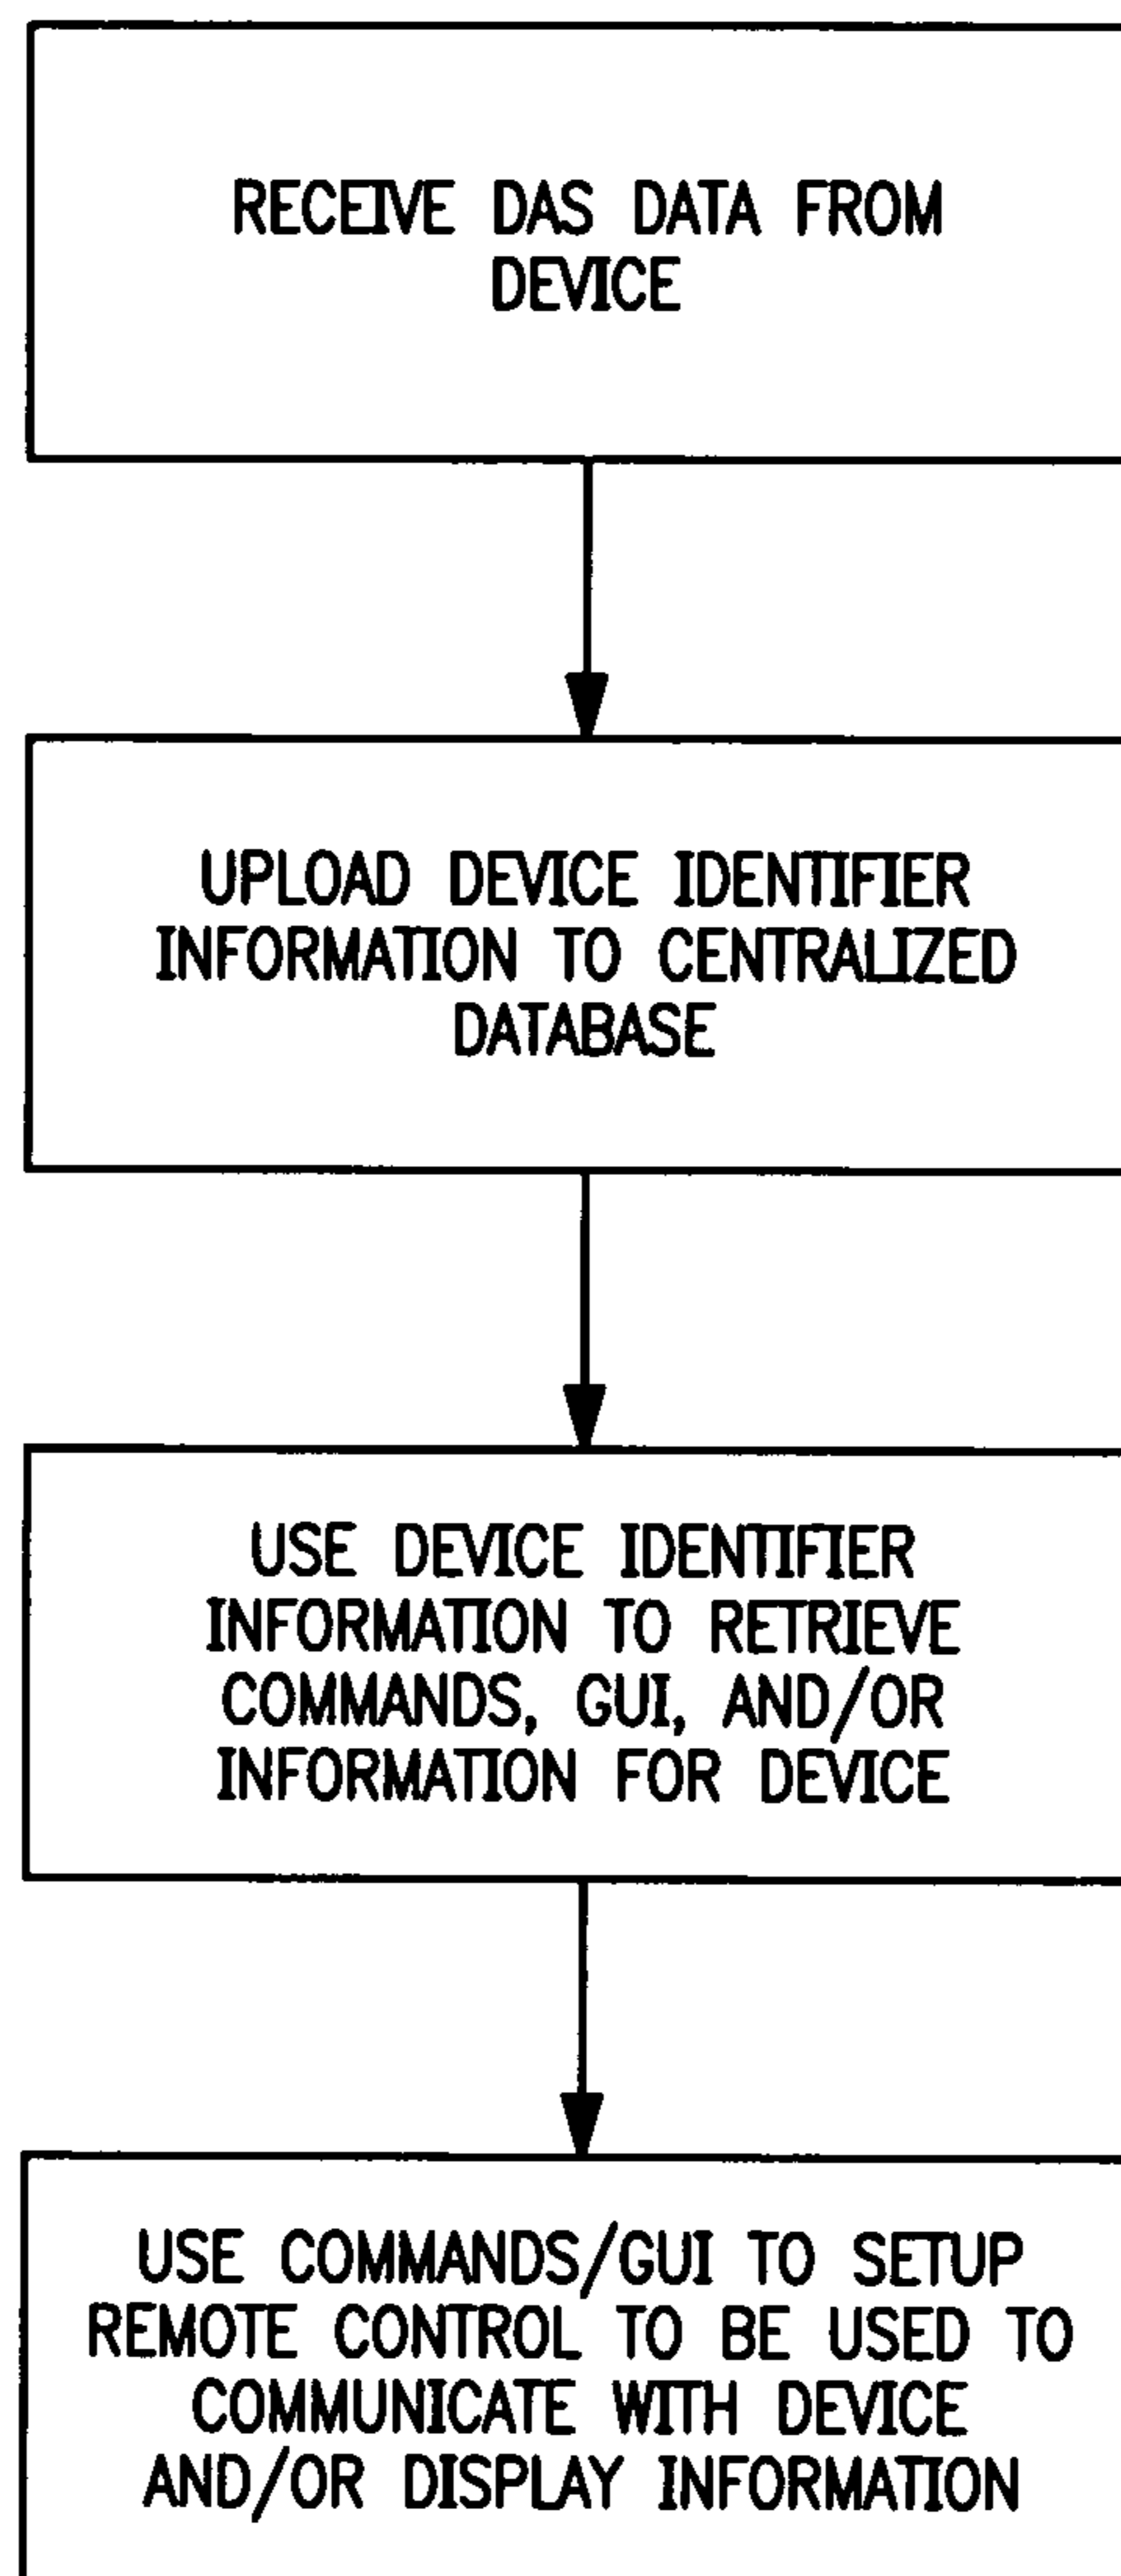 RECEIVE DAS DATA FROM
DEVICE
UPLOAD DEVICE IDENTIFIER
INFORMATION TO CENTRALIZED
DATABASE
USE DEVICE IDENTIFIER
INFORMATION TO RETRIEVE
COMMANDS, GUI, AND/OR
INFORMATION FOR DEVICE
USE COMMANDS/GUI TO SETUP
REMOTE CONTROL TO BE USED TO
COMMUNICATE WITH DEVICE
AND/OR DISPLAY INFORMATION